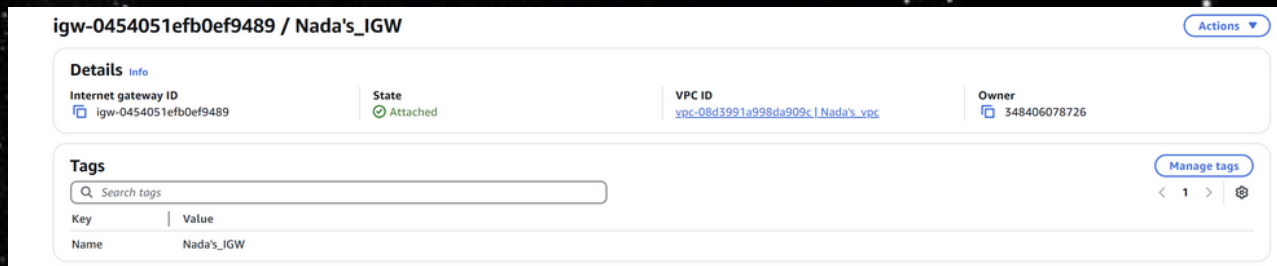 igw-0454051efb0ef9489 / Nada's_IGW
Actions
Details Info
Internet gateway ID
igw-0454051efb0ef9489
State
Attached
VPC ID
vpc-08d3991a998da909c | Nada's_vpc
Owner
348406078726
Tags
Manage tags
Search tags
1
Key Value
Name Nada's_IGW